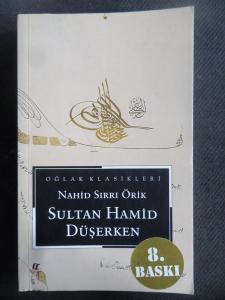 OĞLAK KLASİKLERİ
NAHİD SIRRI ÖRİK
SULTAN HAMİD
DÜŞERKEN
8.
BASKI